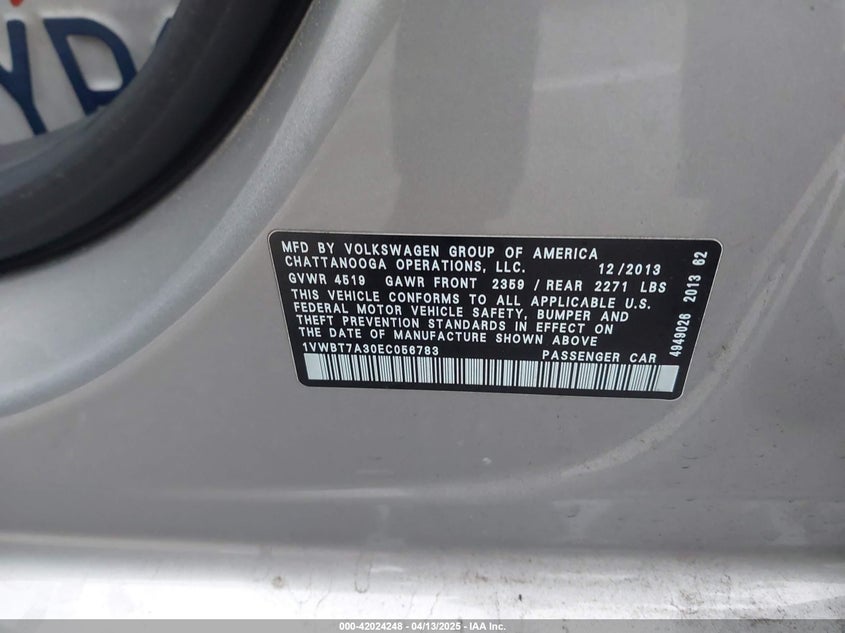 MFD BY VOLKSWAGEN GROUP OF AMERICA
CHATTANOOGA OPERATIONS, LLC. 12/2013
GVWR 4519 GAWR FRONT 2359 / REAR 2271 LBS
THIS VEHICLE CONFORMS TO ALL APPLICABLE U.S.
FEDERAL MOTOR VEHICLE SAFETY, BUMPER AND
THEFT PREVENTION STANDARDS IN EFFECT ON
THE DATE OF MANUFACTURE SHOWN ABOVE
1VWBT7A30EC056783 PASSENGER CAR
4949026 2013 82
000-42024248 - 04/13/2025 - IAA Inc.